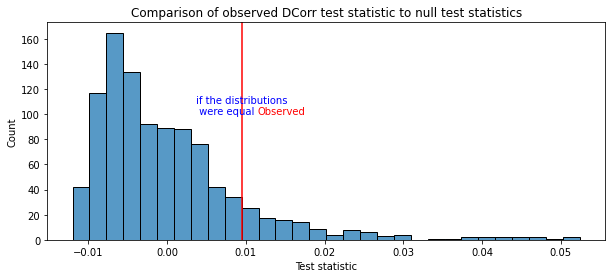 Comparison of observed DCorr test statistic to null test statistics
160
140
120
100
80
60
40
20
0
Count
if the distributions
were equal Observed
−0.01 0.00 0.01 0.02 0.03 0.04 0.05
Test statistic